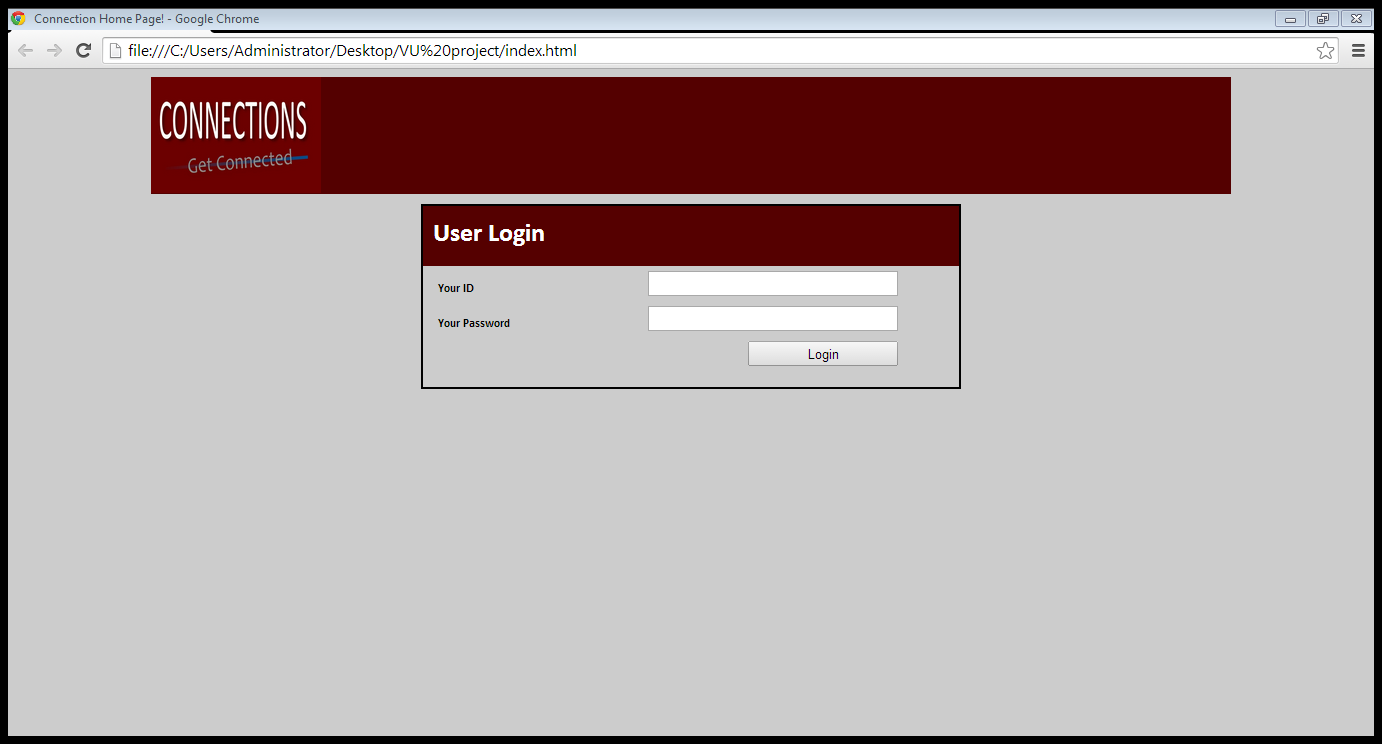 Connection Home Page! - Google Chrome
file:///C:/Users/Administrator/Desktop/VU%20project/index.html
CONNECTIONS
Get Connected
User Login
Your ID
Your Password
Login